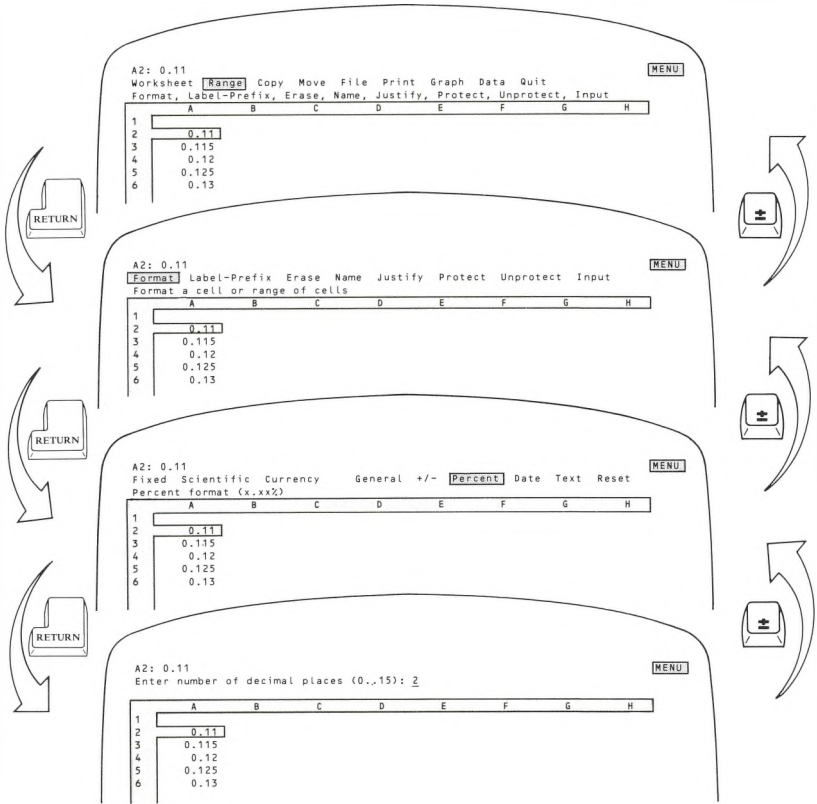 A2: 0.11 MENU
Worksheet Range Copy Move File Print Graph Data Quit
Format, Label-Prefix, Erase, Name, Justify, Protect, Unprotect, Input
A B C D E F G H
1
2 0.11
3 0.115
4 0.12
5 0.125
6 0.13
RETURN
±
A2: 0.11 MENU
Format Label-Prefix Erase Name Justify Protect Unprotect Input
Format a cell or range of cells
A B C D E F G H
1
2 0.11
3 0.115
4 0.12
5 0.125
6 0.13
RETURN
±
A2: 0.11 MENU
Fixed Scientific Currency General +/- Percent Date Text Reset
Percent format (x.xx%)
A B C D E F G H
1
2 0.11
3 0.115
4 0.12
5 0.125
6 0.13
RETURN
±
A2: 0.11 MENU
Enter number of decimal places (0..15): 2
A B C D E F G H
1
2 0.11
3 0.115
4 0.12
5 0.125
6 0.13